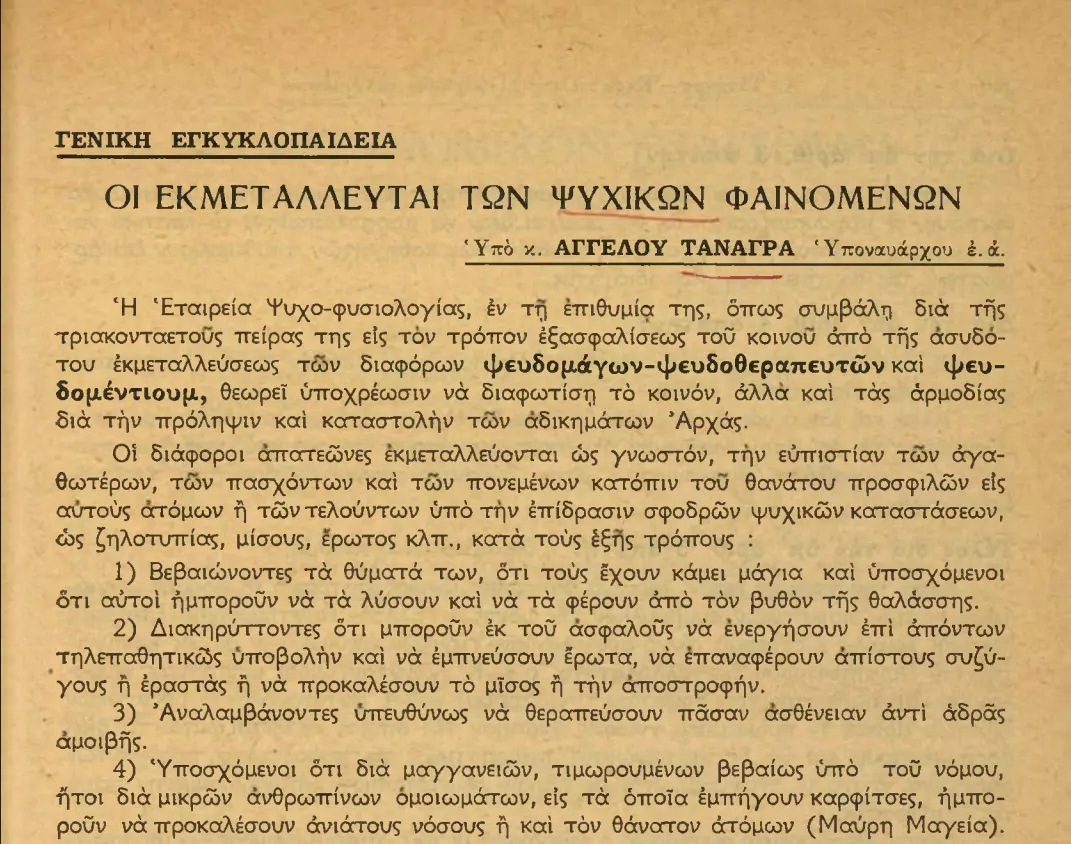 ΓΕΝΙΚΗ ΕΓΚΥΚΛΟΠΑΙΔΕΙΑ
ΟΙ ΕΚΜΕΤΑΛΛΕΥΤΑΙ ΤΩΝ ΨΥΧΙΚΩΝ ΦΑΙΝΟΜΕΝΩΝ
Ὑπὸ κ. ΑΓΓΕΛΟΥ ΤΑΝΑΓΡΑ Ὑποναυάρχου ἐ. ἀ.
Ἡ Ἑταιρεία Ψυχο-φυσιολογίας, ἐν τῇ ἐπιθυμίᾳ της, ὅπως συμβάλῃ διὰ τῆς
τριακονταετοῦς πείρας της εἰς τὸν τρόπον ἐξασφαλίσεως τοῦ κοινοῦ ἀπὸ τῆς ἀσυδό-
του ἐκμεταλλεύσεως τῶν διαφόρων ψευδομάγων-ψευδοθεραπευτῶν καὶ ψευ-
δομέντιουμ, θεωρεῖ ὑποχρέωσιν νὰ διαφωτίσῃ τὸ κοινόν, ἀλλὰ καὶ τὰς ἁρμοδίας
διὰ τὴν πρόληψιν καὶ καταστολὴν τῶν ἀδικημάτων Ἀρχάς.
Οἱ διάφοροι ἀπατεῶνες ἐκμεταλλεύονται ὡς γνωστόν, τὴν εὐπιστίαν τῶν ἀγα-
θωτέρων, τῶν πασχόντων καὶ τῶν πονεμένων κατόπιν τοῦ θανάτου προσφιλῶν εἰς
αὐτοὺς ἀτόμων ἢ τῶν τελούντων ὑπὸ τὴν ἐπίδρασιν σφοδρῶν ψυχικῶν καταστάσεων,
ὡς ζηλοτυπίας, μίσους, ἔρωτος κλπ., κατὰ τοὺς ἑξῆς τρόπους :
1) Βεβαιώνοντες τὰ θύματά των, ὅτι τοὺς ἔχουν κάμει μάγια καὶ ὑποσχόμενοι
ὅτι αὐτοὶ ἠμποροῦν νὰ τὰ λύσουν καὶ νὰ τὰ φέρουν ἀπὸ τὸν βυθὸν τῆς θαλάσσης.
2) Διακηρύττοντες ὅτι μποροῦν ἐκ τοῦ ἀσφαλοῦς νὰ ἐνεργήσουν ἐπὶ ἀπόντων
τηλεπαθητικῶς ὑποβολὴν καὶ νὰ ἐμπνεύσουν ἔρωτα, νὰ ἐπαναφέρουν ἀπίστους συζύ-
γους ἢ ἐραστὰς ἢ νὰ προκαλέσουν τὸ μῖσος ἢ τὴν ἀποστροφήν.
3) Ἀναλαμβάνοντες ὑπευθύνως νὰ θεραπεύσουν πᾶσαν ἀσθένειαν ἀντὶ ἁδρᾶς
ἀμοιβῆς.
4) Ὑποσχόμενοι ὅτι διὰ μαγγανειῶν, τιμωρουμένων βεβαίως ὑπὸ τοῦ νόμου,
ἤτοι διὰ μικρῶν ἀνθρωπίνων ὁμοιωμάτων, εἰς τὰ ὁποῖα ἐμπήγουν καρφίτσες, ἠμπο-
ροῦν νὰ προκαλέσουν ἀνιάτους νόσους ἢ καὶ τὸν θάνατον ἀτόμων (Μαύρη Μαγεία).